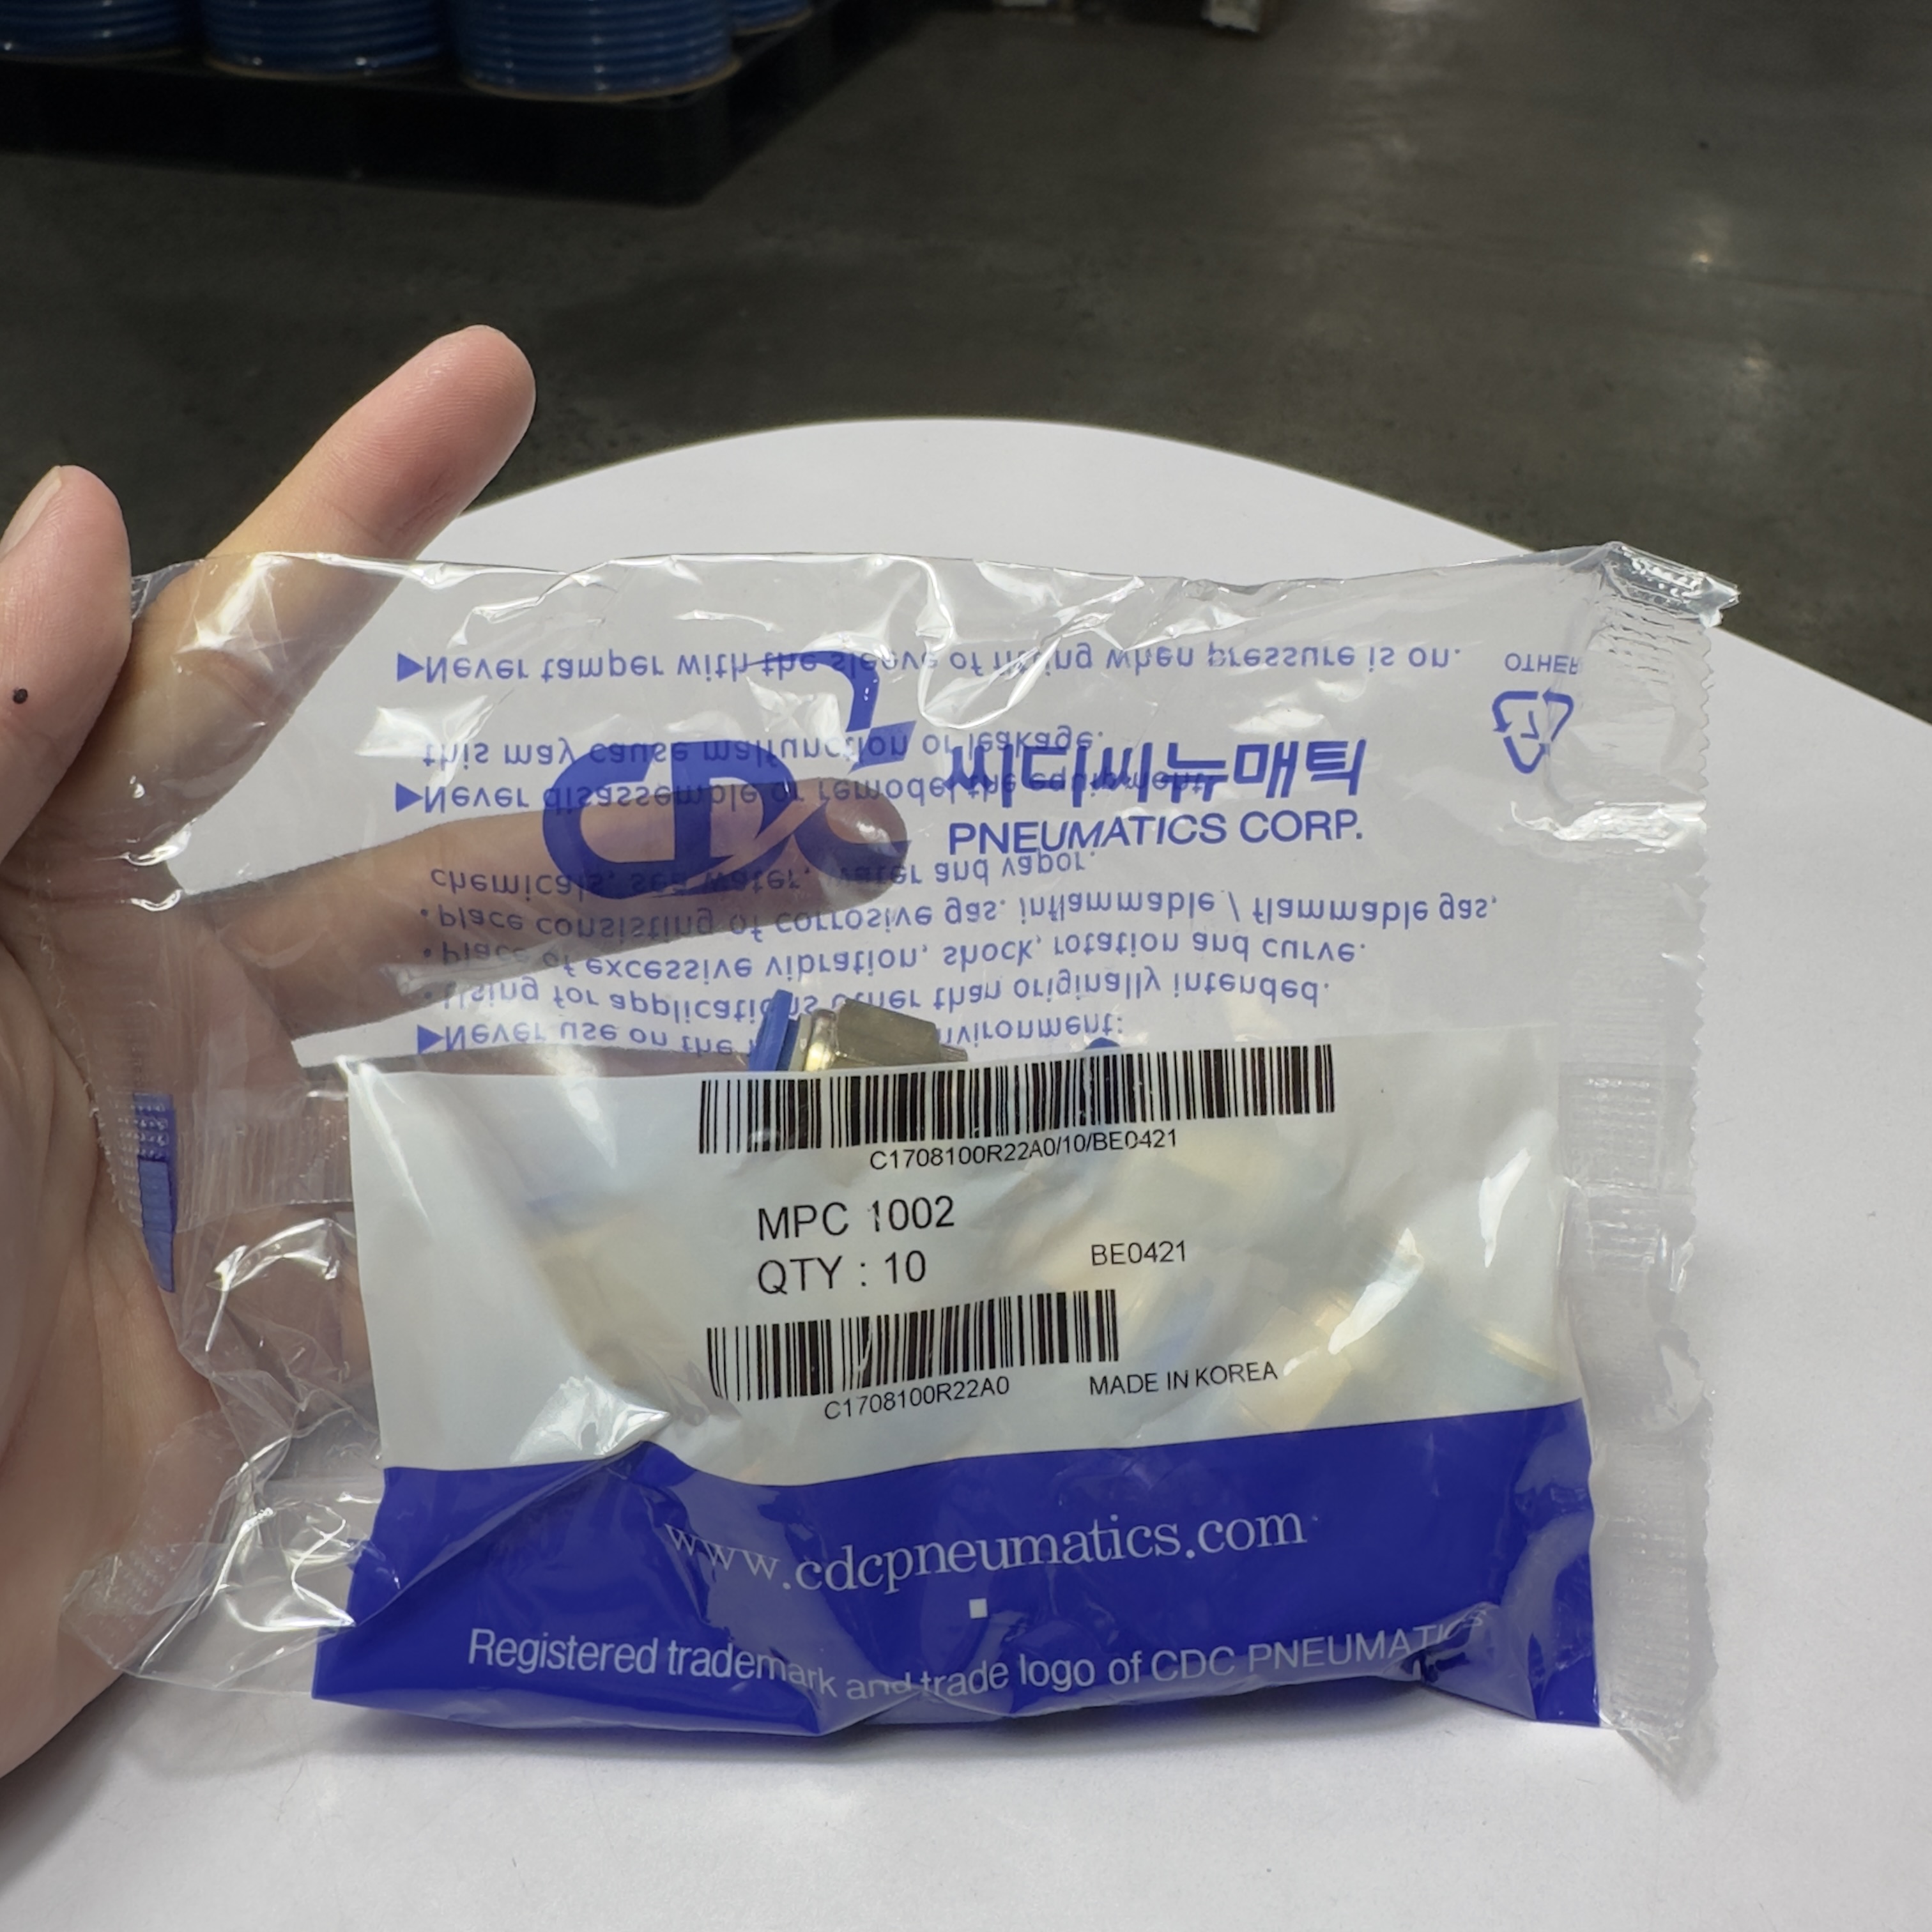 ▶Never tamper with the sleeve of fitting when pressure is on.
OTHER
7
this may cause malfunction or leakage.
▶Never disassemble or remodel the equipment
CDC
씨디씨뉴매틱
PNEUMATICS CORP.
chemicals, sea water, water and vapor.
• Place consisting of corrosive gas. inflammable / flammable gas,
• Place of excessive vibration, shock, rotation and curve.
• Using for applications other than originally intended.
▶Never use on the nvironment:
C1708100R22A0/10/BE0421
MPC 1002
QTY : 10
BE0421
C1708100R22A0
MADE IN KOREA
www.cdcpneumatics.com
Registered trademark and trade logo of CDC PNEUMATICS